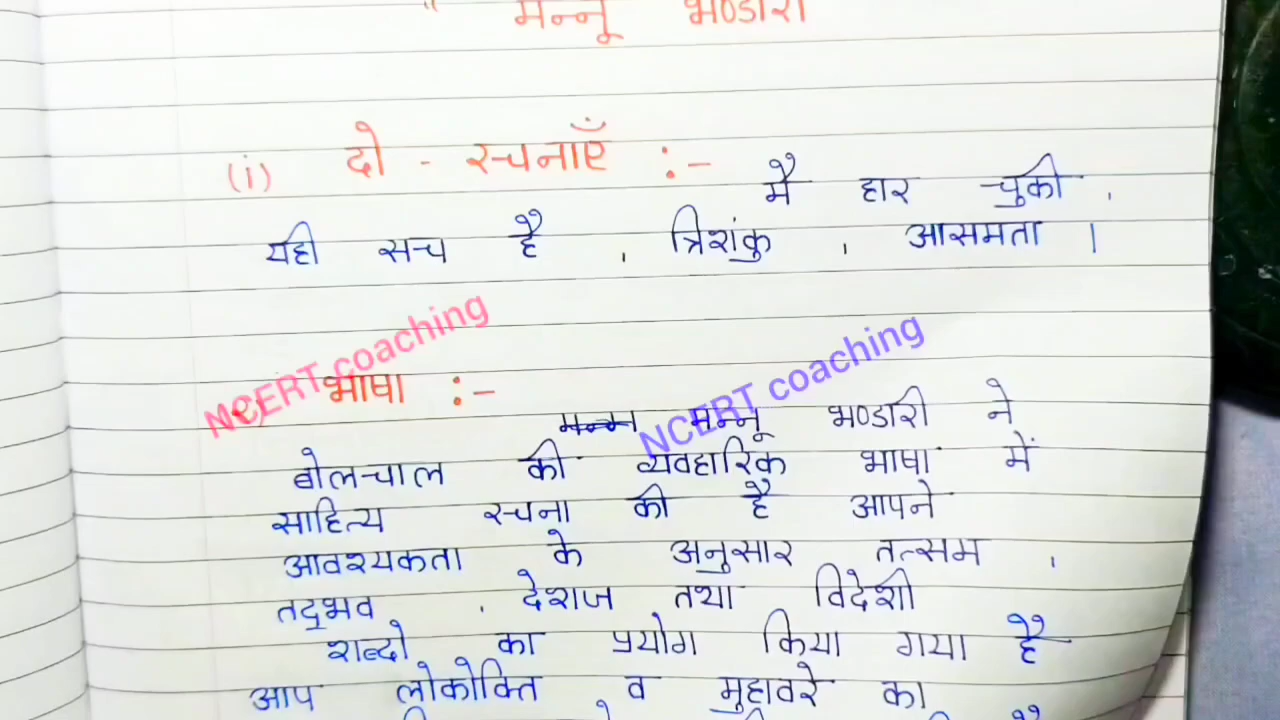 " मन्नू भण्डारी
(i) दो - रचनाएँ :-
मै हार चुकी ,
यही सच है , त्रिशंकु , आसमता ।
NCERT coaching
भाषा :-
NCERT coaching
मन्नू भण्डारी ने
बोलचाल की व्यवहारिक भाषा में
साहित्य रचना की है आपने
आवश्यकता के अनुसार तत्सम ,
तद्भव , देशज तथा विदेशी
शब्दो का प्रयोग किया गया है
आप लोकोक्ति व मुहावरे का